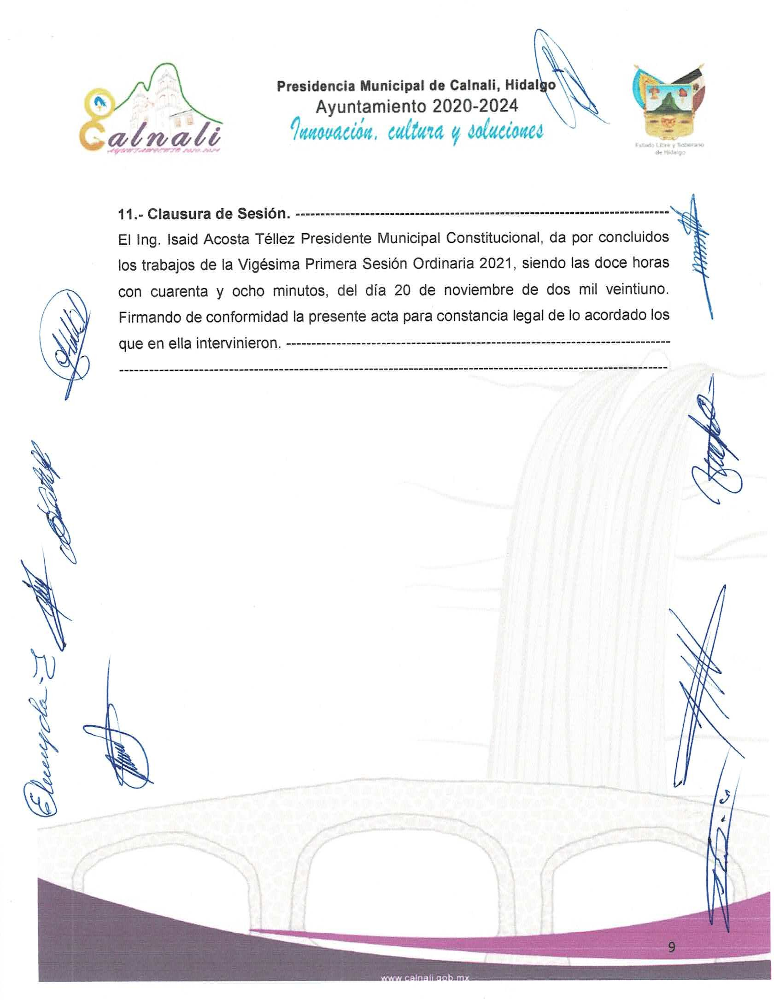 Presidencia Municipal de Calnali, Hidalgo
Ayuntamiento 2020-2024
Innovación, cultura y soluciones
Calnali
AYUNTAMIENTO 2020-2024
Estado Libre y Soberano
de Hidalgo
11.- Clausura de Sesión. ---------------------------------------------------------------------------
El Ing. Isaid Acosta Téllez Presidente Municipal Constitucional, da por concluidos
los trabajos de la Vigésima Primera Sesión Ordinaria 2021, siendo las doce horas
con cuarenta y ocho minutos, del día 20 de noviembre de dos mil veintiuno.
Firmando de conformidad la presente acta para constancia legal de lo acordado los
que en ella intervinieron. -----------------------------------------------------------------------------
--------------------------------------------------------------------------------------------------------------
9
www.calnali.gob.mx